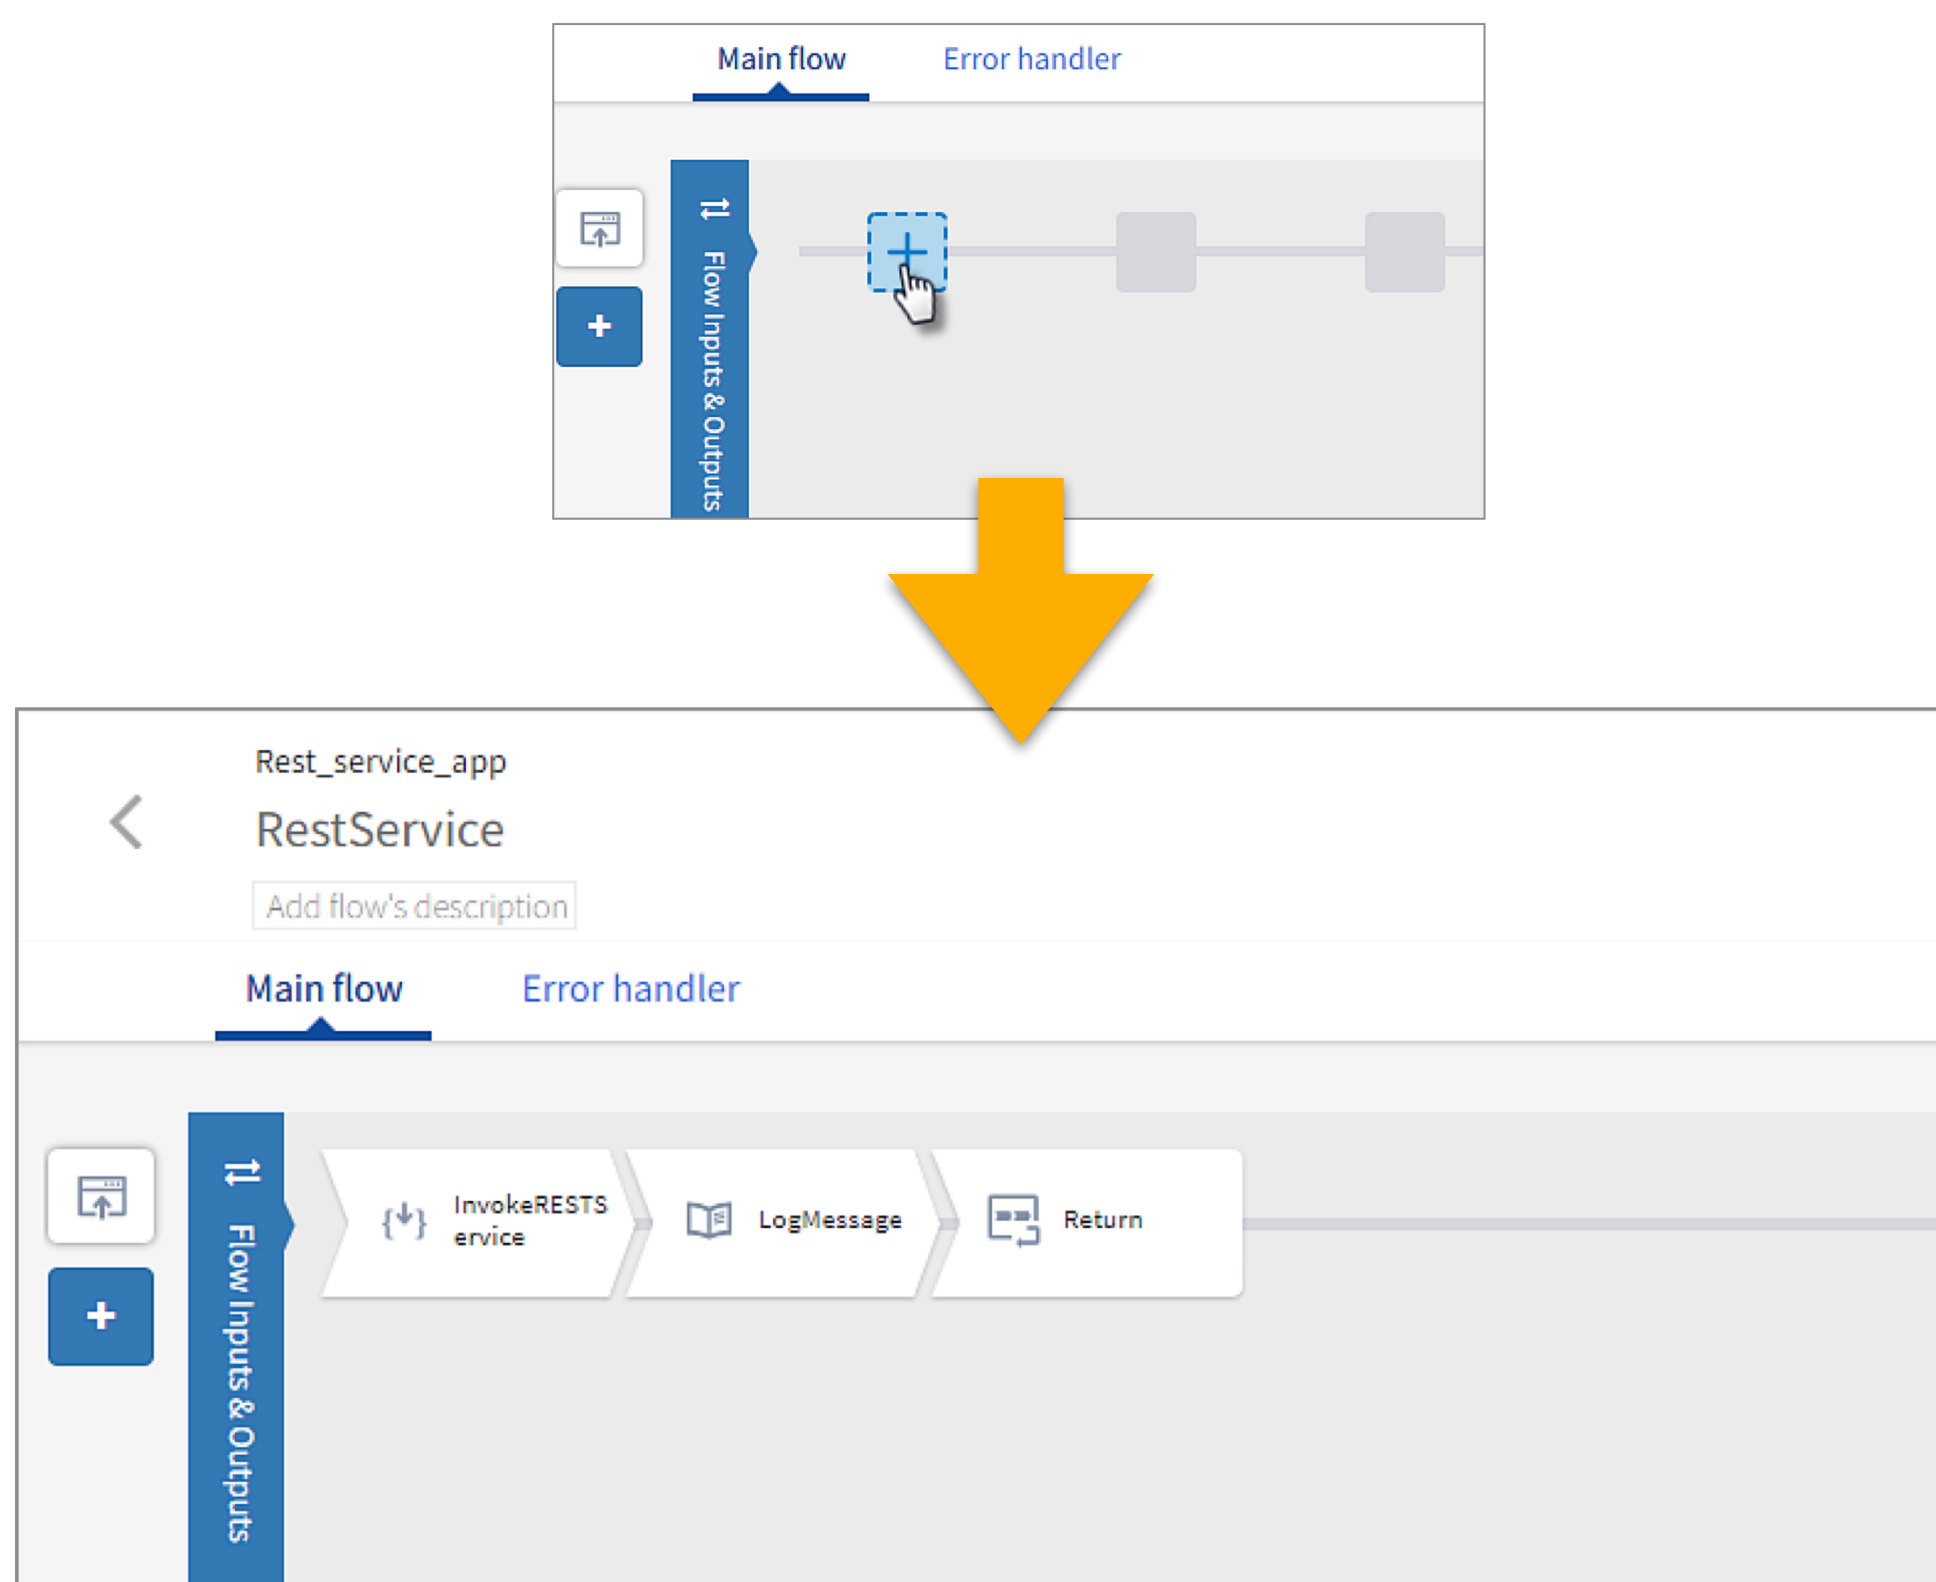 Main flow
Error handler
Flow Inputs & Outputs
Rest_service_app
RestService
Add flow's description
Main flow
Error handler
Flow Inputs & Outputs
InvokeRESTS
ervice
LogMessage
Return